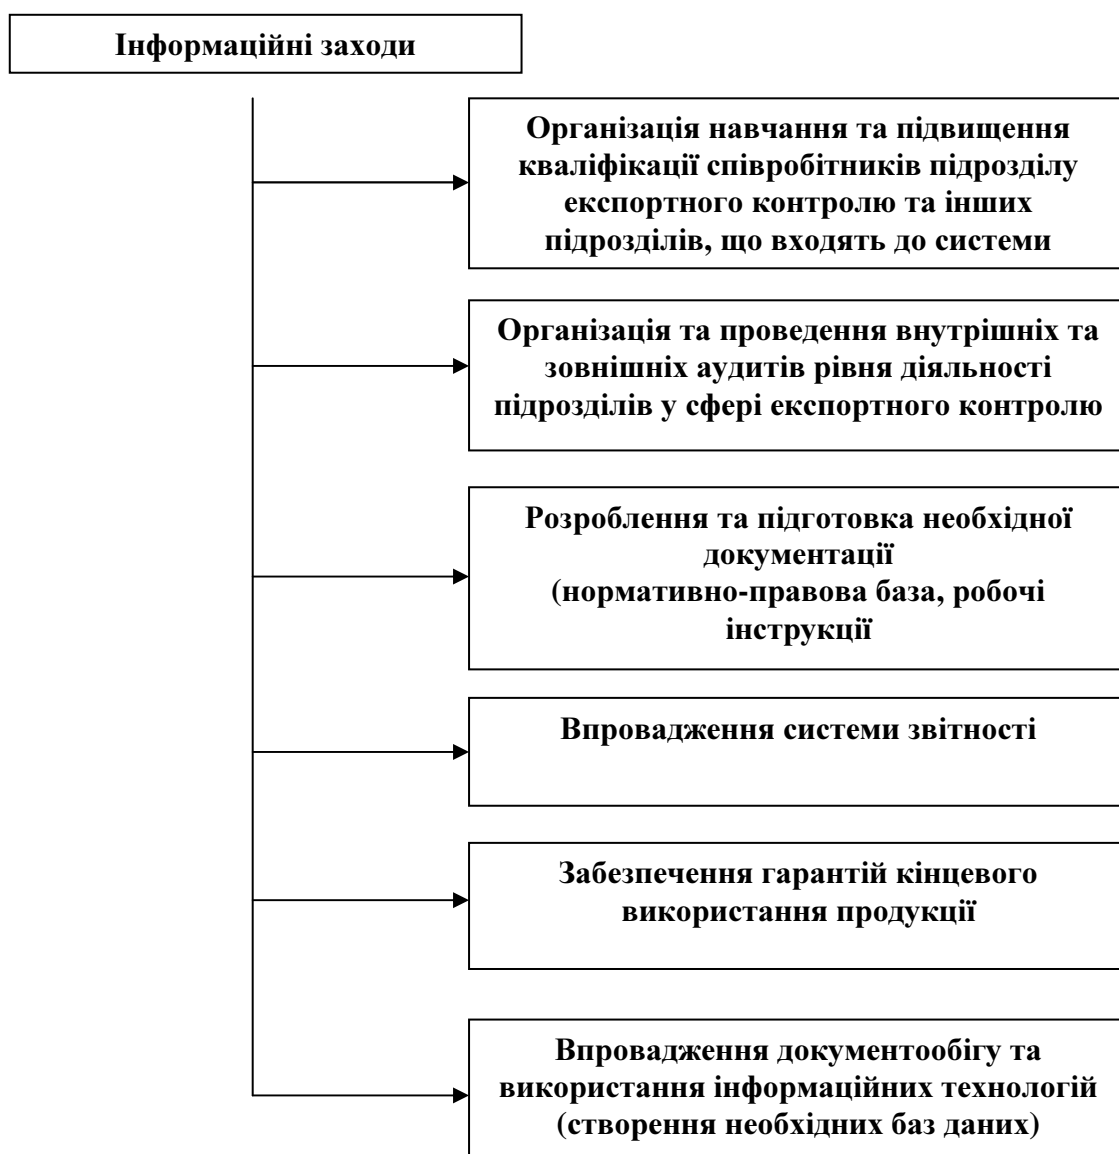 Інформаційні заходи
Організація навчання та підвищення
кваліфікації співробітників підрозділу
експортного контролю та інших
підрозділів, що входять до системи
Організація та проведення внутрішніх та
зовнішніх аудитів рівня діяльності
підрозділів у сфері експортного контролю
Розроблення та підготовка необхідної
документації
(нормативно-правова база, робочі
інструкції
Впровадження системи звітності
Забезпечення гарантій кінцевого
використання продукції
Впровадження документообігу та
використання інформаційних технологій
(створення необхідних баз даних)